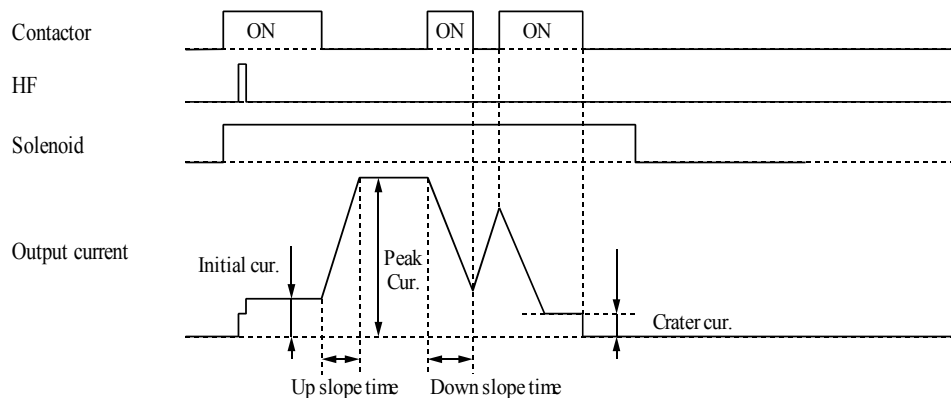 Contactor
ON
ON
ON
HF
Solenoid
Output current
Initial cur.
Peak
Cur.
Crater cur.
Up slope time
Down slope time